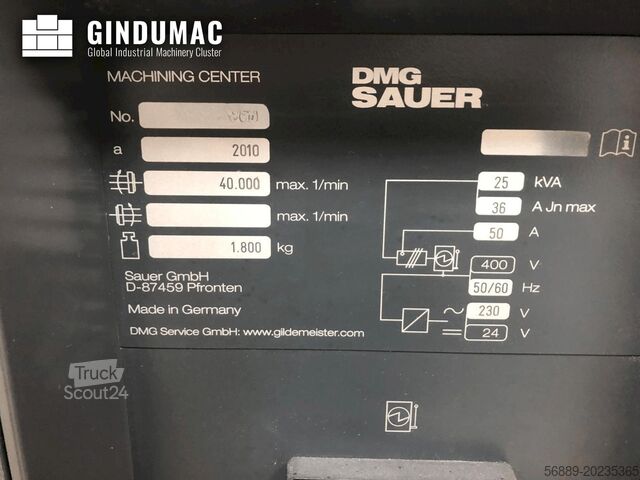 GINDUMAC
Global Industrial Machinery Cluster
MACHINING CENTER
DMG
SAUER
No.
a 2010
40.000 max. 1/min
max. 1/min
1.800 kg
Sauer GmbH
D-87459 Pfronten
Made in Germany
DMG Service GmbH: www.gildemeister.com
25 kVA
36 A Jn max
50 A
400 V
50/60 Hz
230 V
24 V
Truck
Scout24
56889-20235365